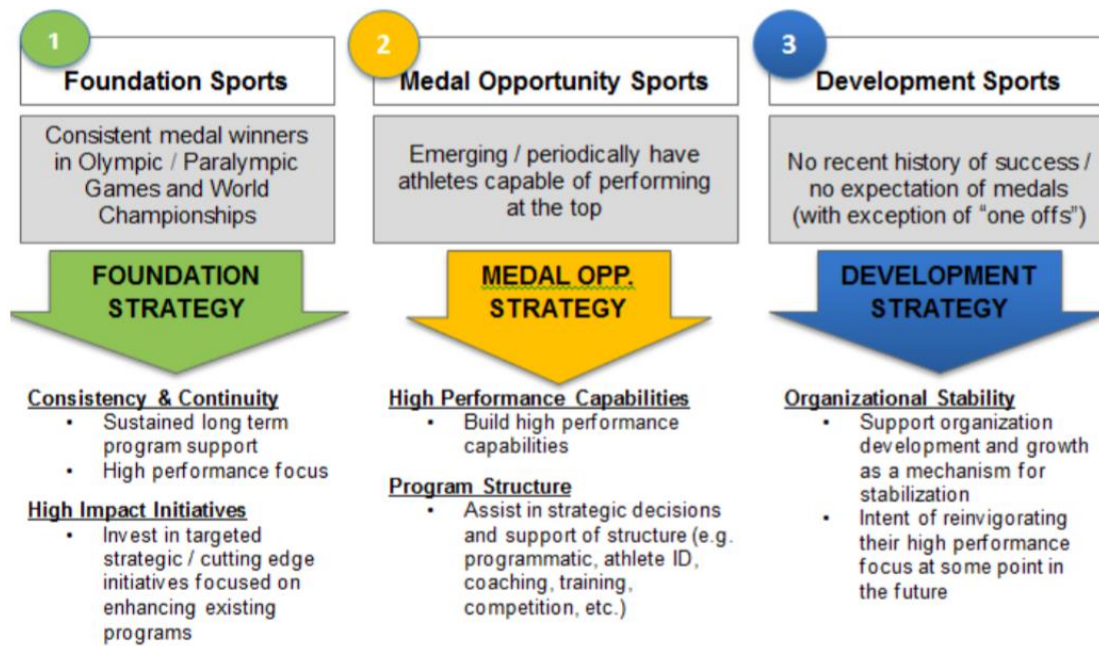 1
Foundation Sports
Consistent medal winners
in Olympic / Paralympic
Games and World
Championships
FOUNDATION
STRATEGY
Consistency & Continuity
• Sustained long term
program support
• High performance focus
High Impact Initiatives
• Invest in targeted
strategic / cutting edge
initiatives focused on
enhancing existing
programs
2
Medal Opportunity Sports
Emerging / periodically have
athletes capable of performing
at the top
MEDAL OPP.
STRATEGY
High Performance Capabilities
• Build high performance
capabilities
Program Structure
• Assist in strategic decisions
and support of structure (e.g.
programmatic, athlete ID,
coaching, training,
competition, etc.)
3
Development Sports
No recent history of success /
no expectation of medals
(with exception of “one offs”)
DEVELOPMENT
STRATEGY
Organizational Stability
• Support organization
development and growth
as a mechanism for
stabilization
• Intent of reinvigorating
their high performance
focus at some point in
the future